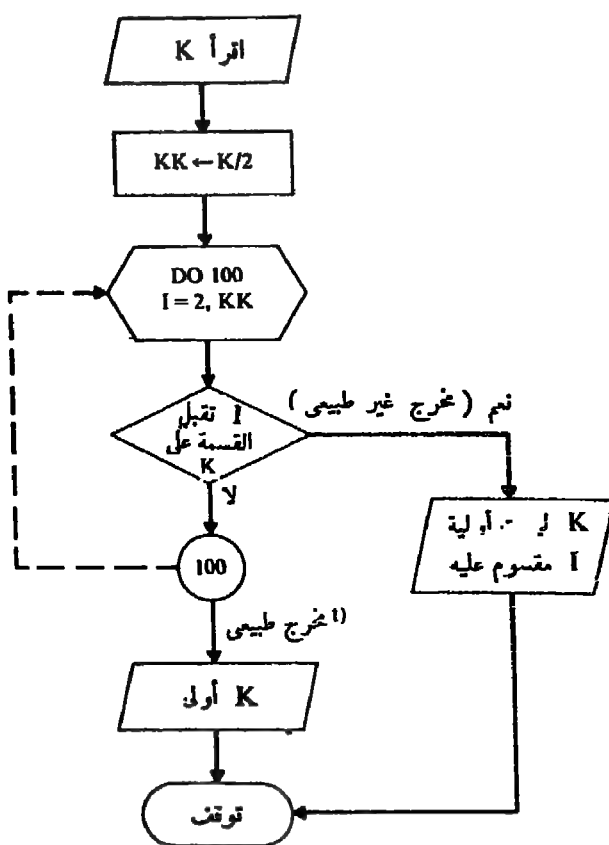 اقرأ K
KK ← K/2
DO 100
I = 2, KK
I تقبل
القسمة على
K
نعم ( مخرج غير طبيعى )
لا
K أولية
I مقسوم عليه
100
مخرج طبيعى
K أولى
توقف